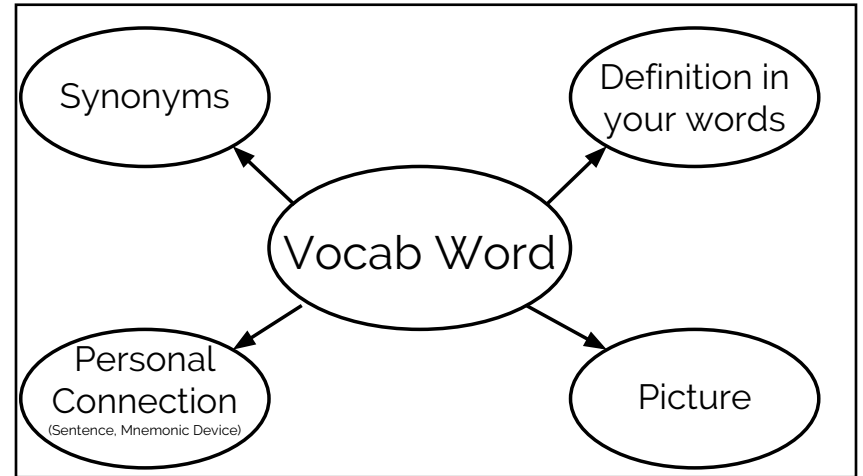 Synonyms
Definition in
your words
Vocab Word
Personal
Connection
(Sentence, Mnemonic Device)
Picture